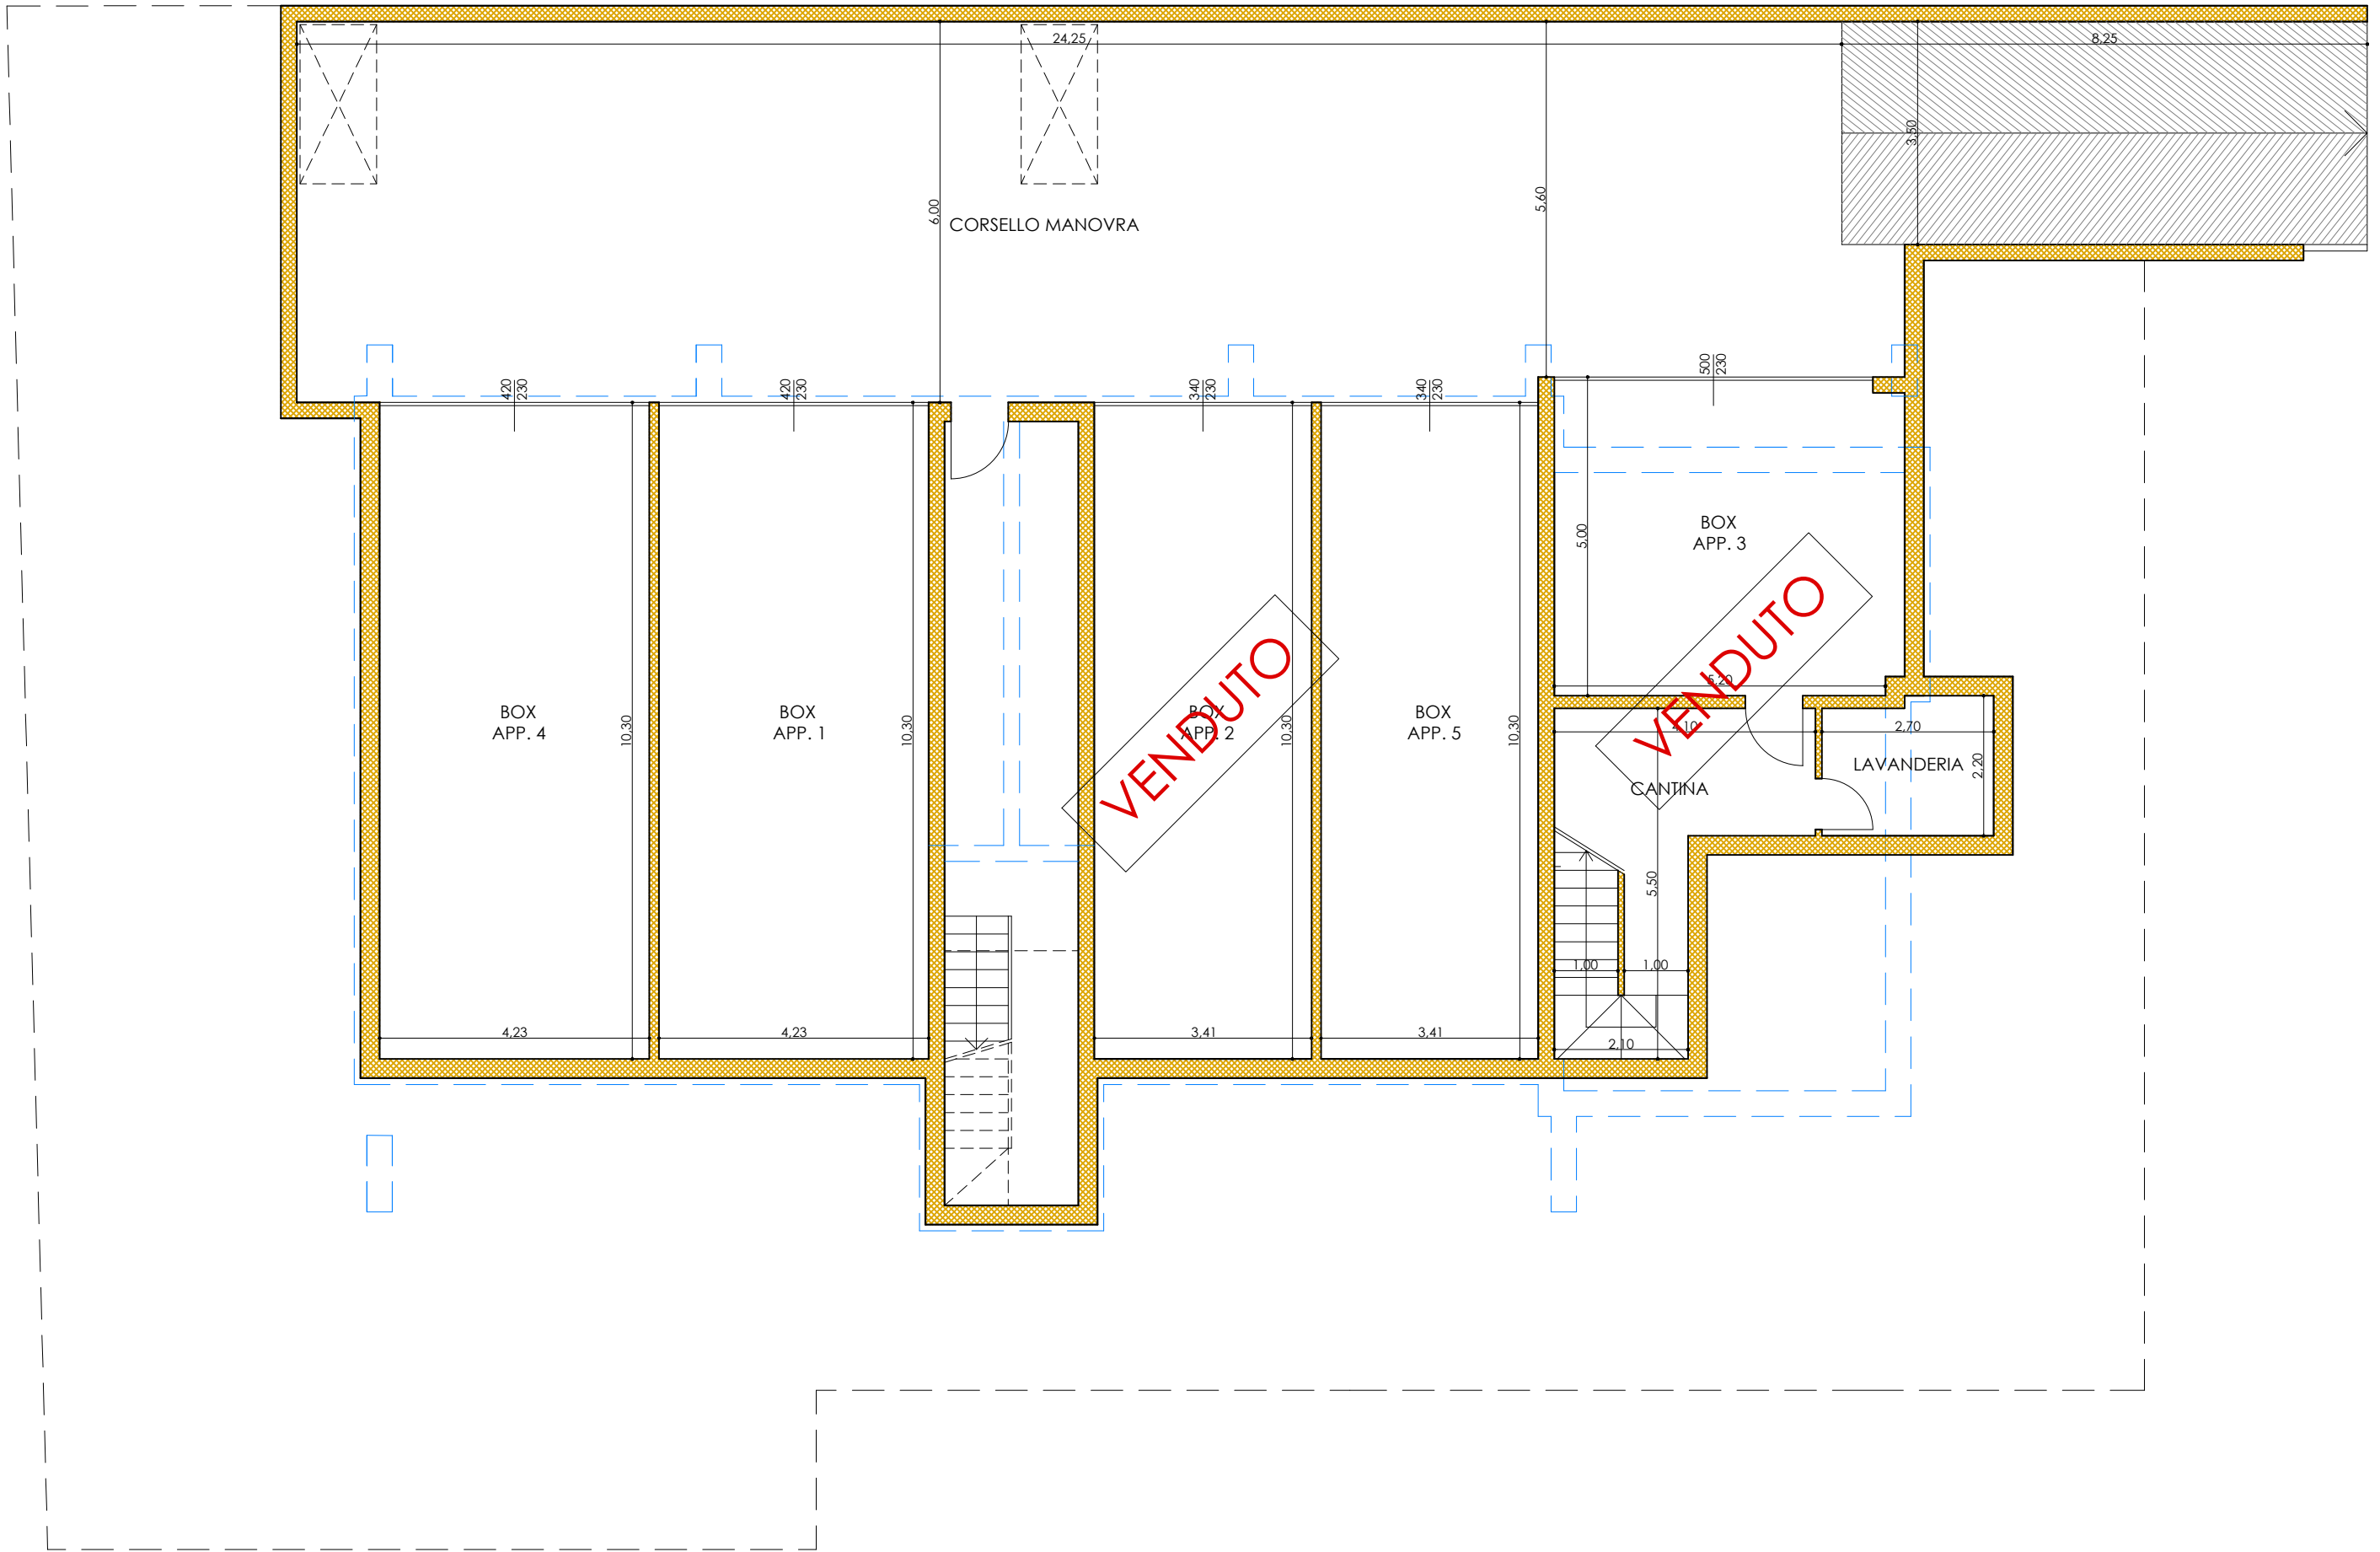 24,25
8,25
3,50
6,00
5,60
CORSELLO MANOVRA
420
230
420
230
340
230
340
230
500
230
5,00
BOX
APP. 3
VENDUTO
5,20
BOX
APP. 4
10,30
BOX
APP. 1
10,30
BOX
APP. 2
VENDUTO
10,30
BOX
APP. 5
10,30
4,10
2,70
2,20
LAVANDERIA
CANTINA
5,50
1,00
1,00
4,23
4,23
3,41
3,41
2,10